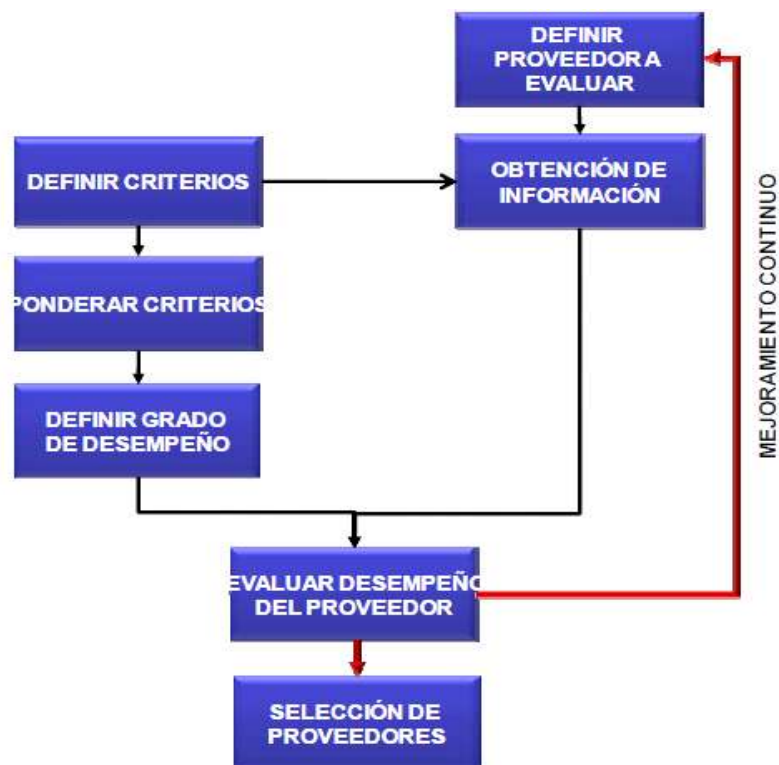 DEFINIR
PROVEEDOR A
EVALUAR
DEFINIR CRITERIOS
OBTENCIÓN DE
INFORMACIÓN
PONDERAR CRITERIOS
DEFINIR GRADO
DE DESEMPEÑO
EVALUAR DESEMPEÑO
DEL PROVEEDOR
SELECCIÓN DE
PROVEEDORES
MEJORAMIENTO CONTINUO